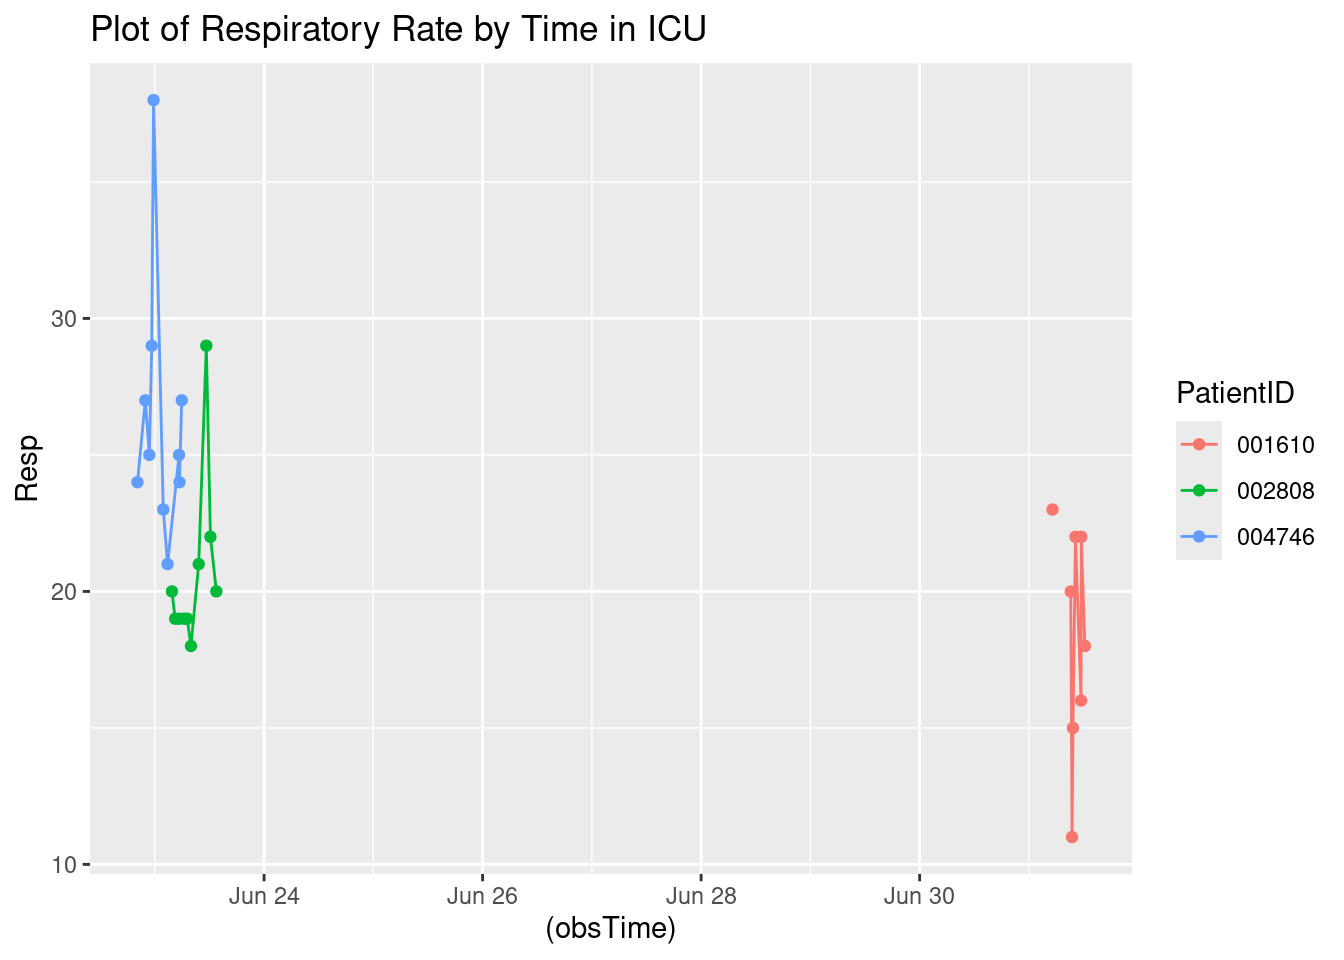 Plot of Respiratory Rate by Time in ICU
30
20
10
Resp
Jun 24
Jun 26
Jun 28
Jun 30
(obsTime)
PatientID
001610
002808
004746